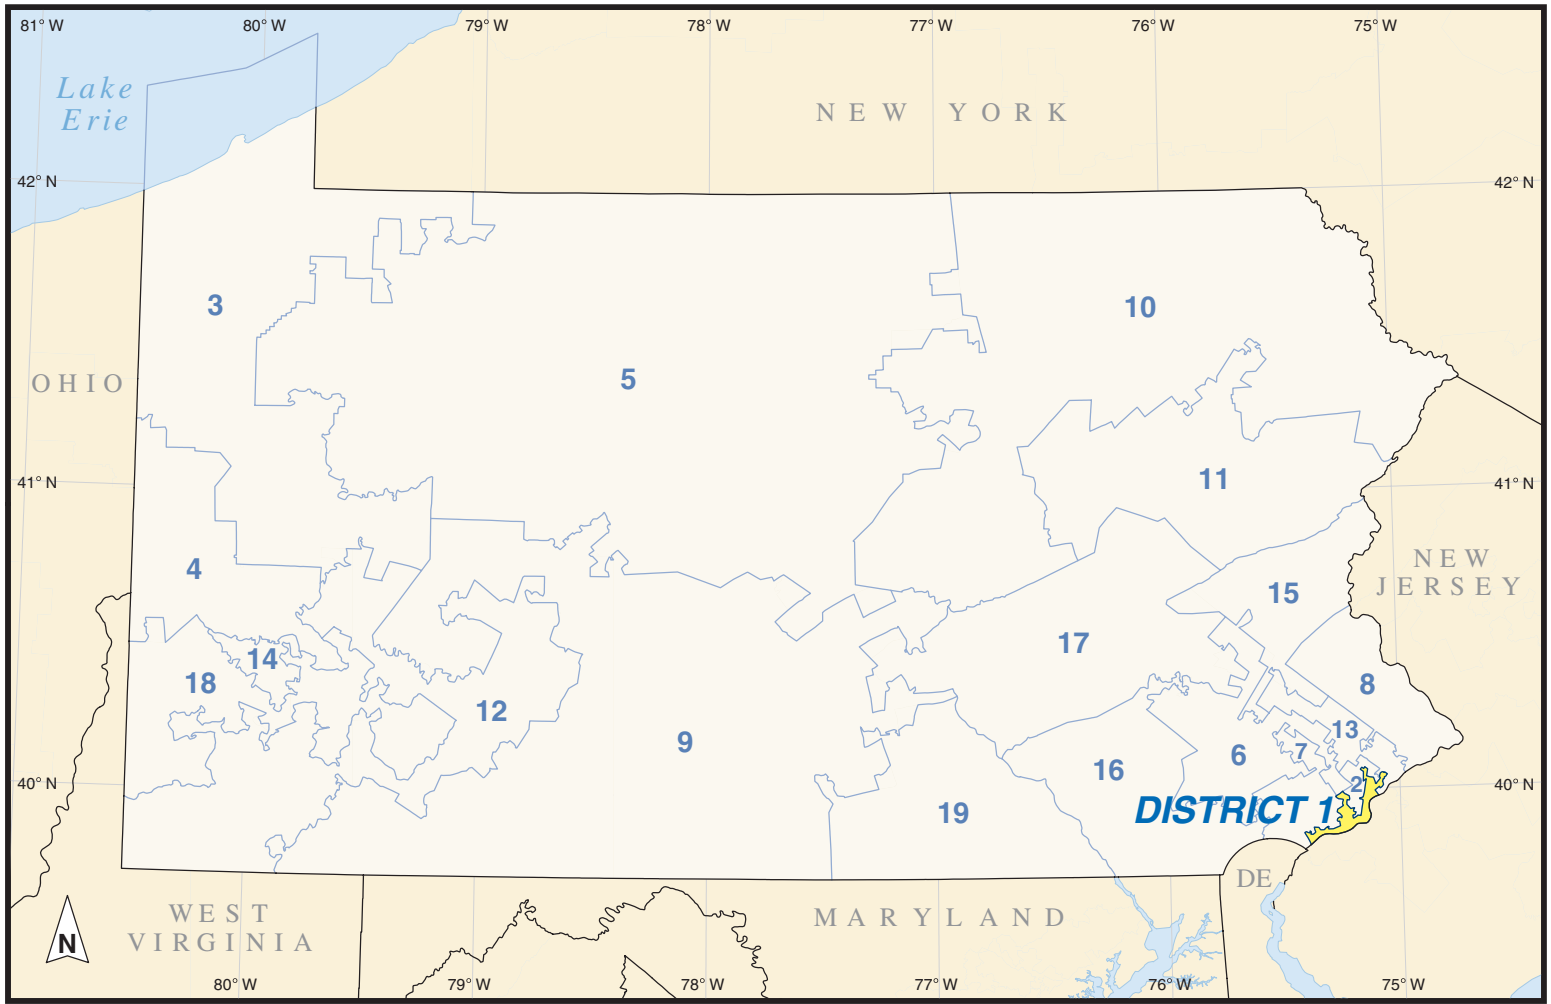 81° W
80° W
79° W
78° W
77° W
76° W
75° W
Lake
Erie
NEW YORK
42° N
42° N
3
10
5
OHIO
11
41° N
41° N
4
NEW
JERSEY
15
17
14
18
8
12
13
9
7
6
16
40° N
2
40° N
DISTRICT 1
19
DE
WEST
VIRGINIA
MARYLAND
N
80° W
79° W
78° W
77° W
76° W
75° W